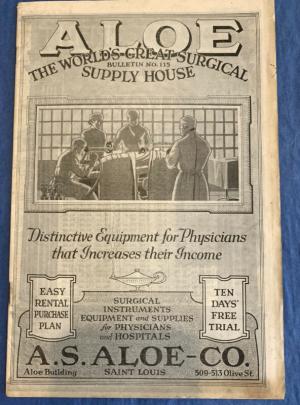 ALOE
THE WORLD'S GREAT SURGICAL
BULLETIN NO. 115
SUPPLY HOUSE
Distinctive Equipment for Physicians
that Increases their Income
EASY
RENTAL
PURCHASE
PLAN
SURGICAL
INSTRUMENTS
EQUIPMENT and SUPPLIES
for PHYSICIANS
and HOSPITALS
TEN
DAYS'
FREE
TRIAL
A.S. ALOE-CO.
Aloe Building SAINT LOUIS 509-513 Olive St.